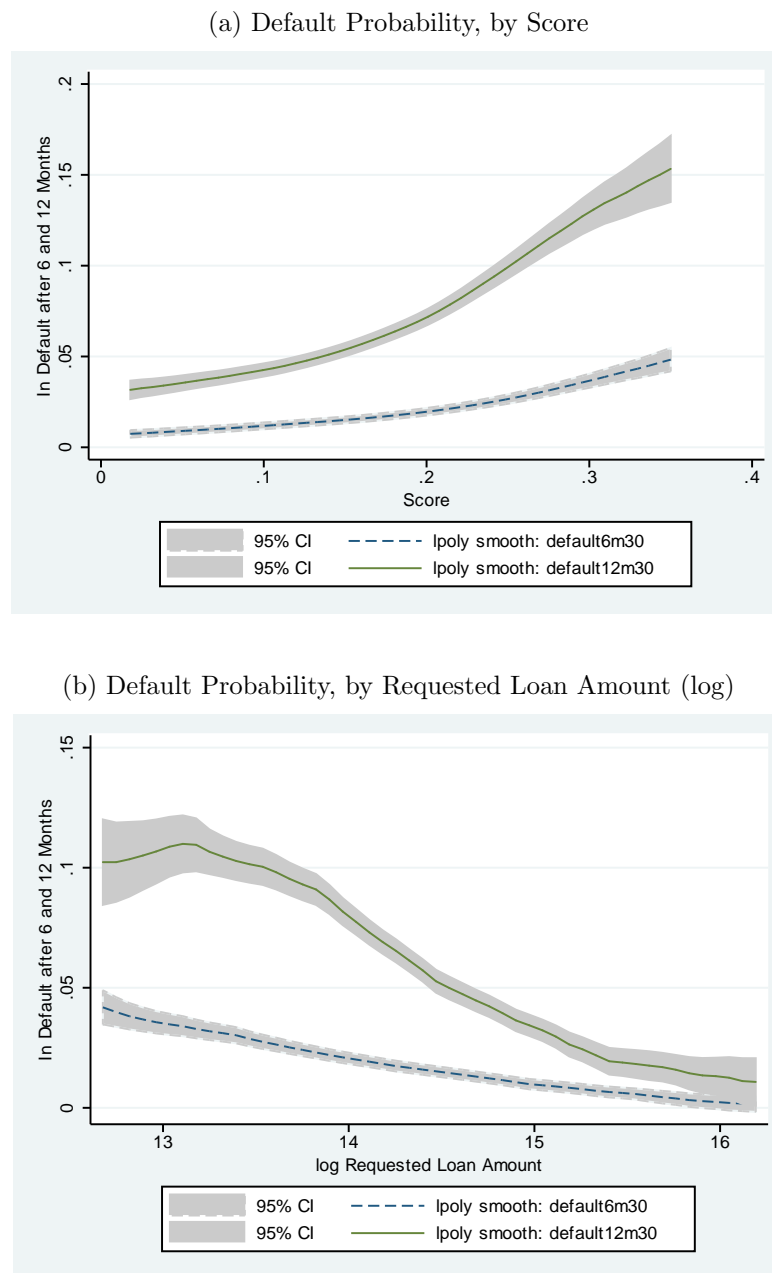 (a) Default Probability, by Score
In Default after 6 and 12 Months
.2
.15
.1
.05
0
0 .1 .2 .3 .4
Score
95% CI lpoly smooth: default6m30
95% CI lpoly smooth: default12m30
(b) Default Probability, by Requested Loan Amount (log)
In Default after 6 and 12 Months
.15
.1
.05
0
13 14 15 16
log Requested Loan Amount
95% CI lpoly smooth: default6m30
95% CI lpoly smooth: default12m30